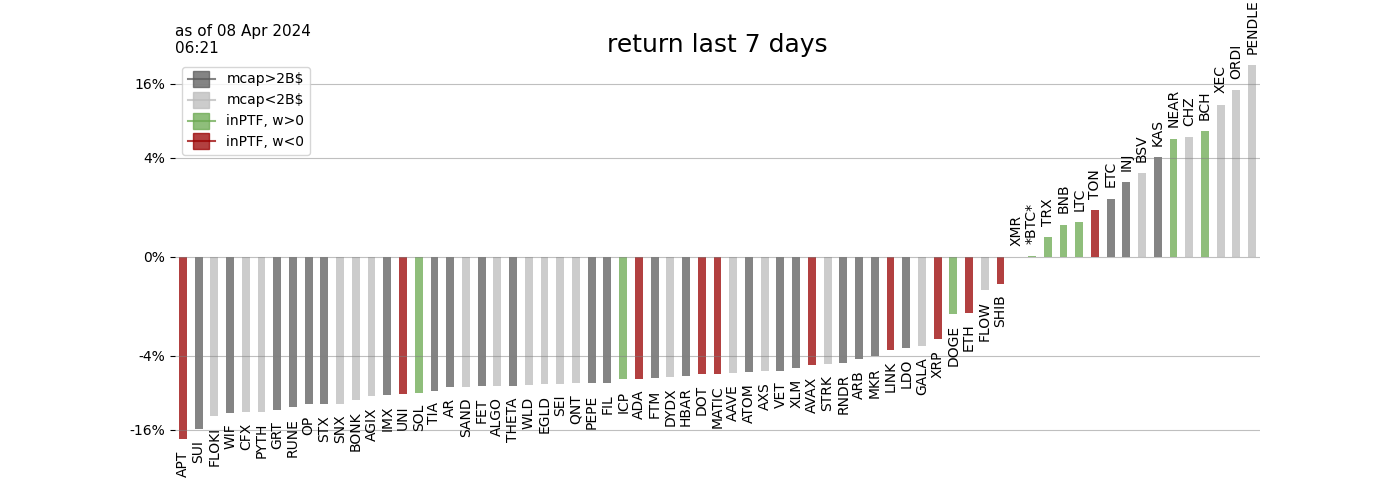 as of 08 Apr 2024
06:21
return last 7 days
mcap>2B$
mcap<2B$
inPTF, w>0
inPTF, w<0
16%
4%
0%
-4%
-16%
APT
SUI
FLOKI
WIF
CFX
PYTH
GRT
RUNE
OP
STX
SNX
BONK
AGIX
IMX
UNI
SOL
TIA
AR
SAND
FET
ALGO
THETA
WLD
EGLD
SEI
QNT
PEPE
FIL
ICP
ADA
FTM
DYDX
HBAR
DOT
MATIC
AAVE
ATOM
AXS
VET
XLM
AVAX
STRK
RNDR
ARB
MKR
LINK
LDO
GALA
XRP
DOGE
ETH
FLOW
SHIB
XMR
*BTC*
TRX
BNB
LTC
TON
ETC
INJ
BSV
KAS
NEAR
CHZ
BCH
XEC
ORDI
PENDLE